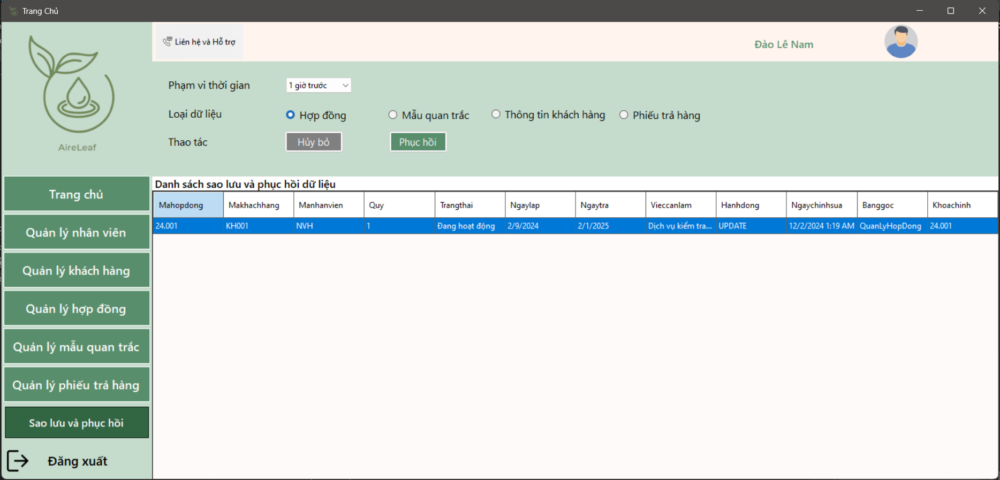 Trang Chủ
Liên hệ và Hỗ trợ
Đào Lê Nam
AireLeaf
Phạm vi thời gian
1 giờ trước
Loại dữ liệu
Hợp đồng
Mẫu quan trắc
Thông tin khách hàng
Phiếu trả hàng
Thao tác
Hủy bỏ
Phục hồi
Trang chủ
Quản lý nhân viên
Quản lý khách hàng
Quản lý hợp đồng
Quản lý mẫu quan trắc
Quản lý phiếu trả hàng
Sao lưu và phục hồi
Đăng xuất
Danh sách sao lưu và phục hồi dữ liệu
Mahopdong Makhachhang Manhanvien Quy Trangthai Ngaylap Ngaytra Vieccanlam Hanhdong Ngaychinhsua Banggoc Khoachinh
24.001 KH001 NVH 1 Đang hoạt động 2/9/2024 2/1/2025 Dịch vụ kiểm tra... UPDATE 12/2/2024 1:19 AM QuanLyHopDong 24.001